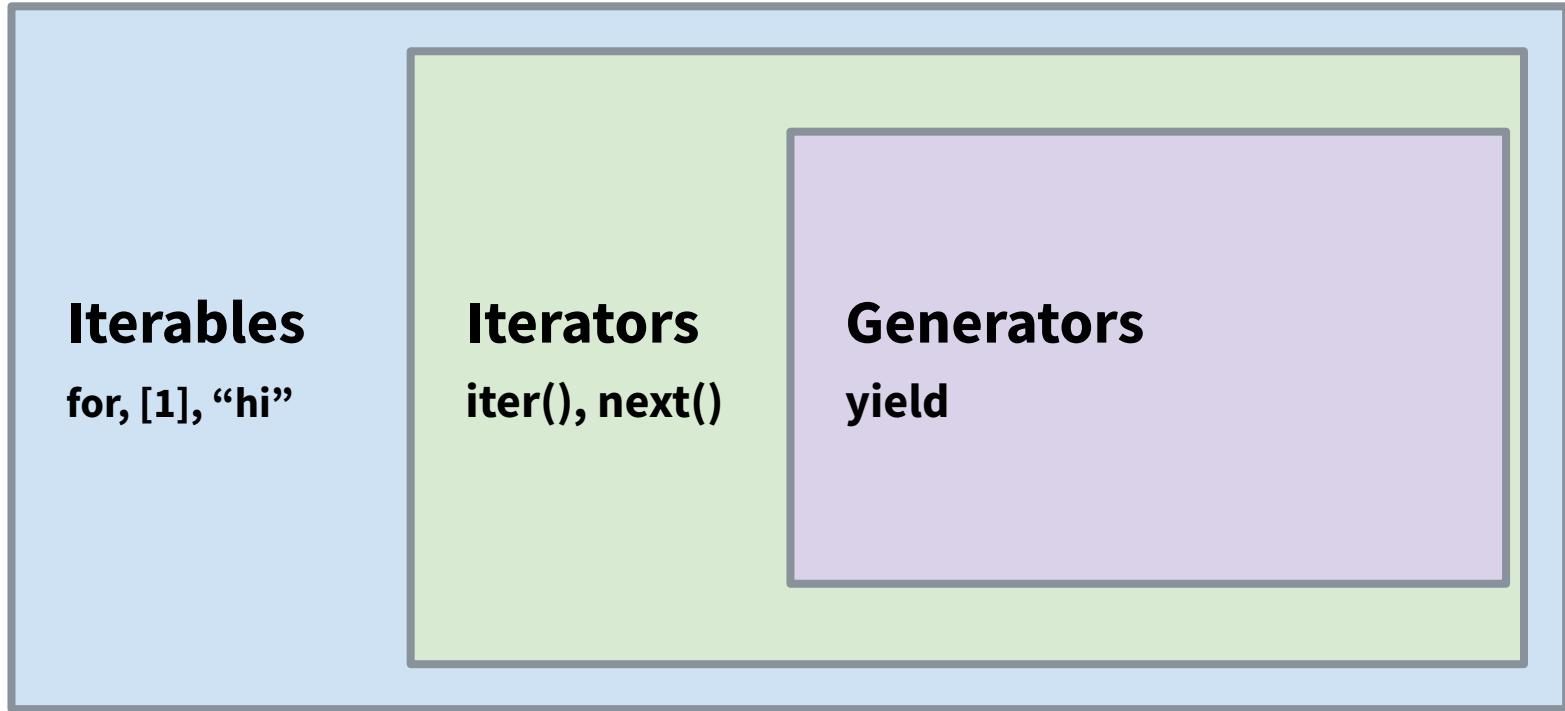 Iterables
for, [1], “hi”
Iterators
iter(), next()
Generators
yield